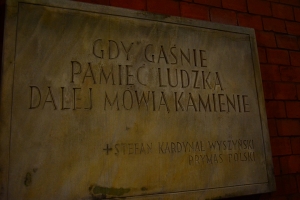 GDY GAŚNIE
PAMIĘĆ LUDZKA
DALEJ MÓWIĄ KAMIENIE
+ STEFAN KARDYNAŁ WYSZYŃSKI
PRYMAS POLSKI